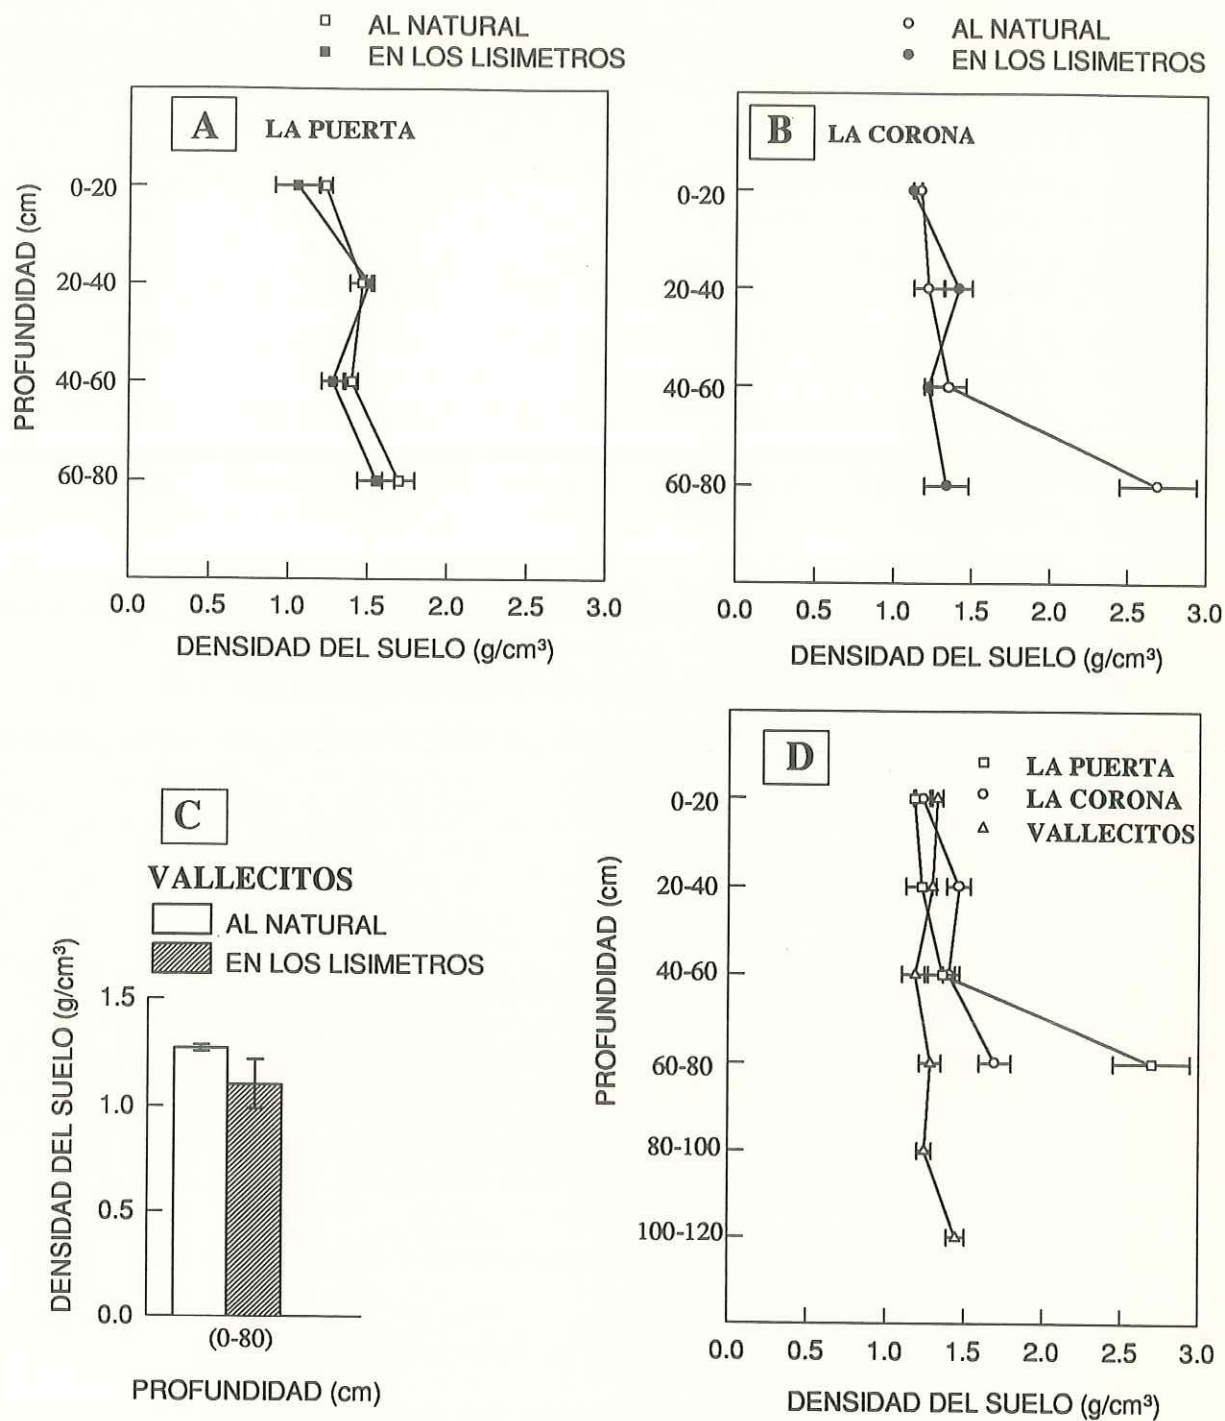 AL NATURAL
EN LOS LISIMETROS
A
LA PUERTA
PROFUNDIDAD (cm)
0-20
20-40
40-60
60-80
0.0 0.5 1.0 1.5 2.0 2.5 3.0
DENSIDAD DEL SUELO (g/cm³)
AL NATURAL
EN LOS LISIMETROS
B
LA CORONA
0-20
20-40
40-60
60-80
0.0 0.5 1.0 1.5 2.0 2.5 3.0
DENSIDAD DEL SUELO (g/cm³)
C
VALLECITOS
AL NATURAL
EN LOS LISIMETROS
DENSIDAD DEL SUELO (g/cm³)
1.5
1.0
0.5
0.0
(0-80)
PROFUNDIDAD (cm)
D
LA PUERTA
LA CORONA
VALLECITOS
PROFUNDIDAD (cm)
0-20
20-40
40-60
60-80
80-100
100-120
0.0 0.5 1.0 1.5 2.0 2.5 3.0
DENSIDAD DEL SUELO (g/cm³)